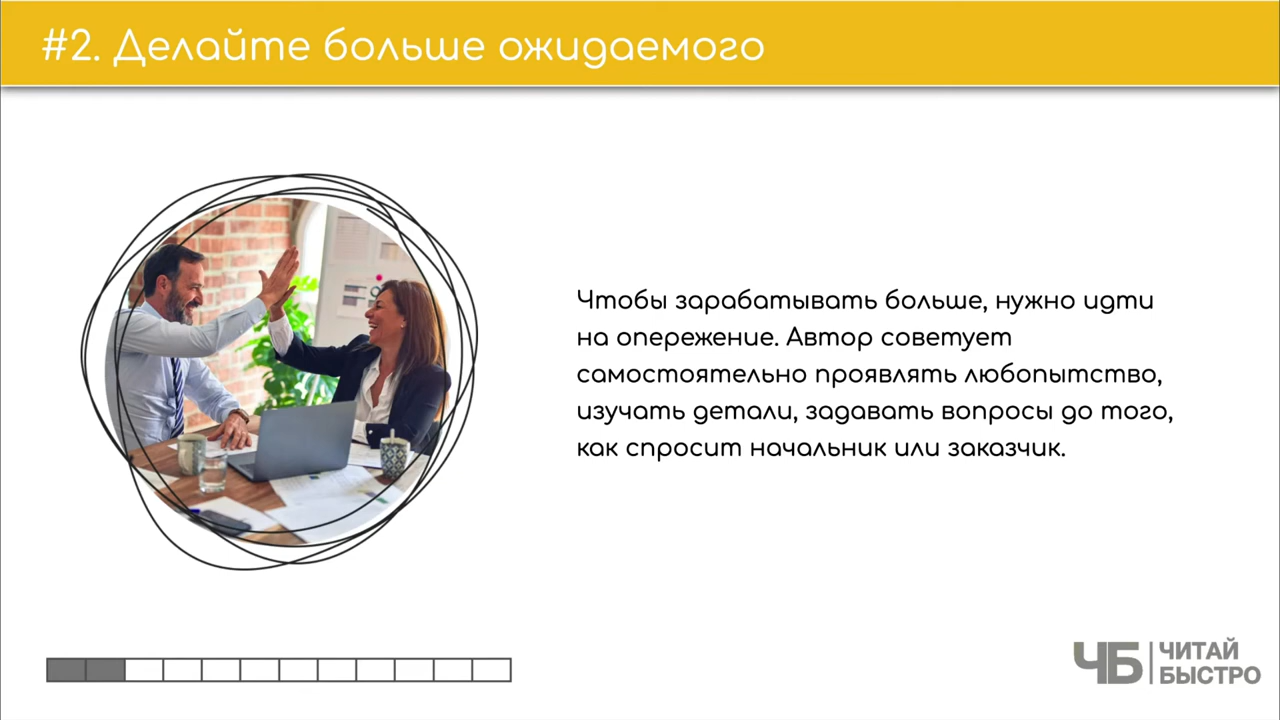 #2. Делайте больше ожидаемого
Чтобы зарабатывать больше, нужно идти
на опережение. Автор советует
самостоятельно проявлять любопытство,
изучать детали, задавать вопросы до того,
как спросит начальник или заказчик.
ЧБ
ЧИТАЙ
БЫСТРО